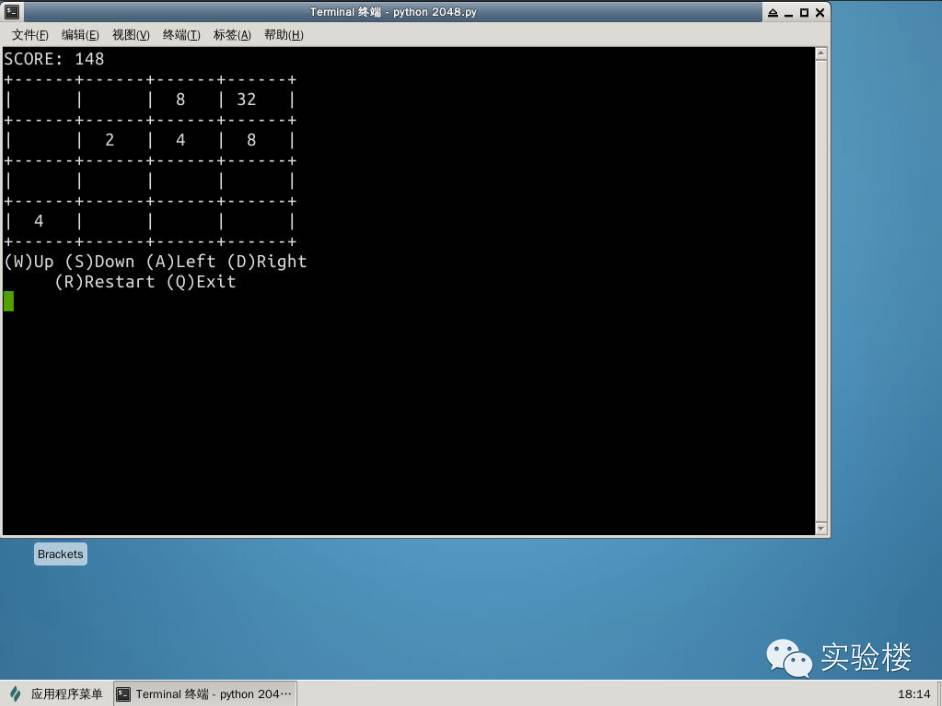 Terminal 终端 - python 2048.py
文件(F) 编辑(E) 视图(V) 终端(T) 标签(A) 帮助(H)
SCORE: 148
+------+------+------+------+
|      |      |  8   | 32   |
+------+------+------+------+
|      |  2   |  4   |  8   |
+------+------+------+------+
|      |      |      |      |
+------+------+------+------+
|  4   |      |      |      |
+------+------+------+------+
(W)Up (S)Down (A)Left (D)Right
     (R)Restart (Q)Exit
Brackets
实验楼
应用程序菜单 Terminal 终端 - python 204… 18:14